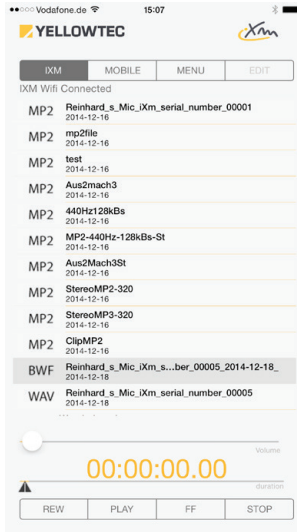 Vodafone.de 15:07
YELLOWTEC iXm
IXM MOBILE MENU EDIT
IXM Wifi Connected
MP2 Reinhard_s_Mic_iXm_serial_number_00001
2014-12-16
MP2 mp2file
2014-12-16
MP2 test
2014-12-16
MP2 Aus2mach3
2014-12-16
MP2 440Hz128kBs
2014-12-16
MP2 MP2-440Hz-128kBs-St
2014-12-16
MP2 Aus2Mach3St
2014-12-16
MP2 StereoMP2-320
2014-12-16
MP2 StereoMP3-320
2014-12-16
MP2 ClipMP2
2014-12-16
BWF Reinhard_s_Mic_iXm_s...ber_00005_2014-12-18_
2014-12-18
WAV Reinhard_s_Mic_iXm_serial_number_00005
2014-12-18
Volume
00:00:00.00
duration
REW PLAY FF STOP